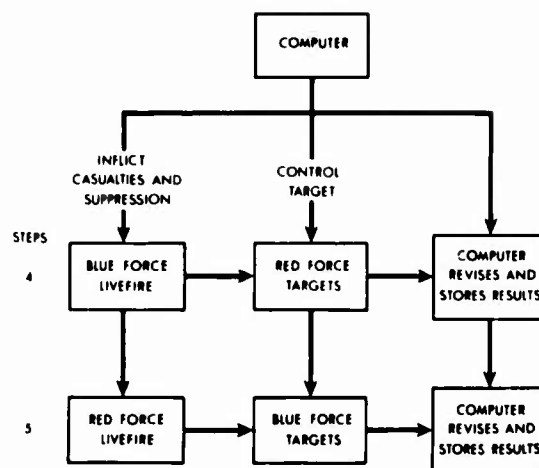 COMPUTER
INFLICT
CASUALTIES AND
SUPPRESSION
CONTROL
TARGET
STEPS
4
BLUE FORCE
LIVEFIRE
RED FORCE
TARGETS
COMPUTER
REVISES AND
STORES RESULTS
5
RED FORCE
LIVEFIRE
BLUE FORCE
TARGETS
COMPUTER
REVISES AND
STORES RESULTS